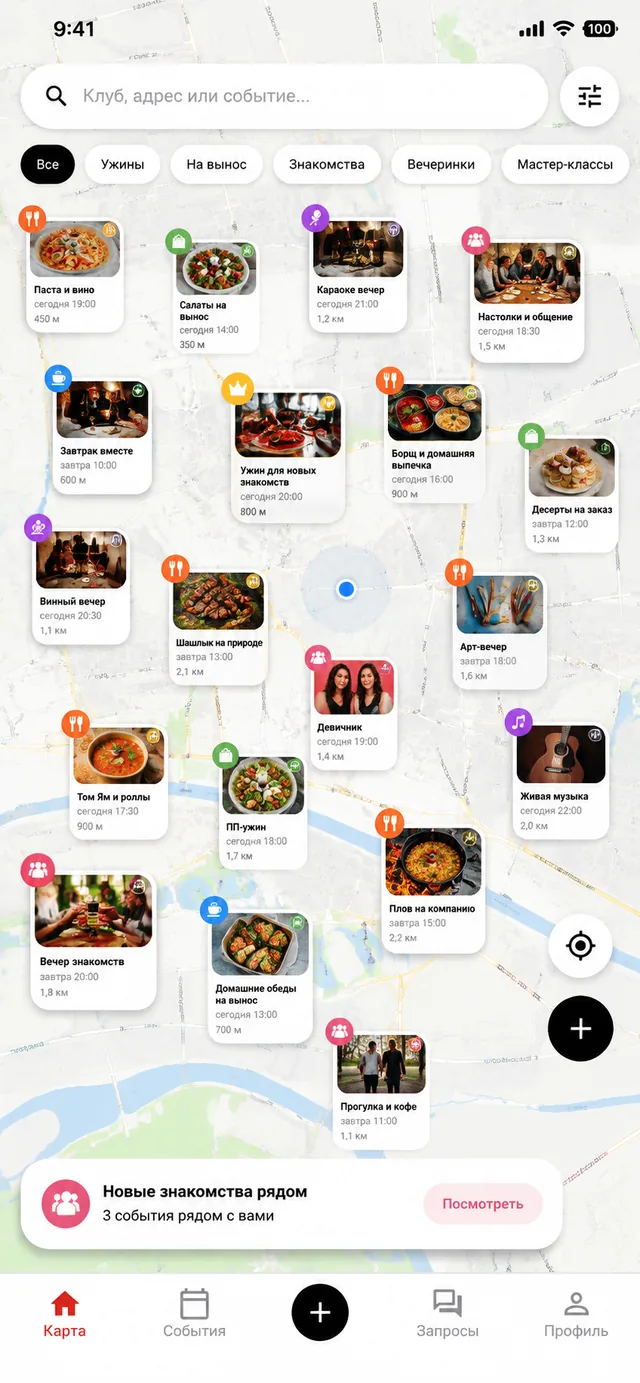 9:41
100
Клуб, адрес или событие...
Все
Ужины
На вынос
Знакомства
Вечеринки
Мастер-классы
Паста и вино
сегодня 19:00
450 м
Салаты на
вынос
сегодня 14:00
350 м
Караоке вечер
сегодня 21:00
1,2 км
Настолки и общение
сегодня 18:30
1,5 км
Завтрак вместе
завтра 10:00
600 м
Ужин для новых
знакомств
сегодня 20:00
800 м
Борщ и домашняя
выпечка
сегодня 16:00
900 м
Десерты на заказ
завтра 12:00
1,3 км
Винный вечер
сегодня 20:30
1,1 км
Шашлык на природе
завтра 13:00
2,1 км
Арт-вечер
завтра 18:00
1,6 км
Девичник
сегодня 19:00
1,4 км
Том Ям и роллы
сегодня 17:30
900 м
ПП-ужин
сегодня 18:00
1,7 км
Живая музыка
сегодня 22:00
2,0 км
Плов на компанию
завтра 15:00
2,2 км
Вечер знакомств
завтра 20:00
1,8 км
Домашние обеды
на вынос
сегодня 13:00
700 м
Прогулка и кофе
завтра 11:00
1,1 км
Новые знакомства рядом
3 события рядом с вами
Посмотреть
Карта
События
Запросы
Профиль